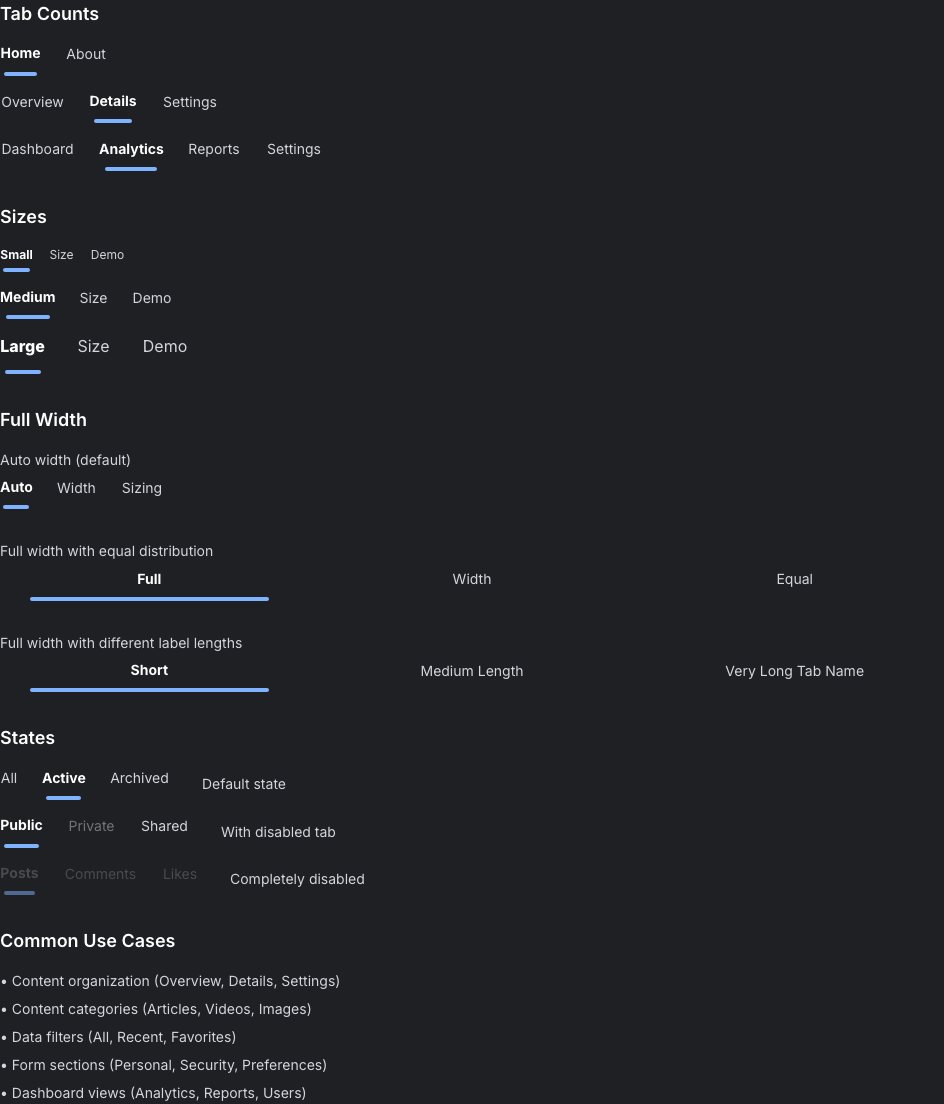 Tab Counts
Home About
Overview Details Settings
Dashboard Analytics Reports Settings
Sizes
Small Size Demo
Medium Size Demo
Large Size Demo
Full Width
Auto width (default)
Auto Width Sizing
Full width with equal distribution
Full Width Equal
Full width with different label lengths
Short Medium Length Very Long Tab Name
States
All Active Archived Default state
Public Private Shared With disabled tab
Posts Comments Likes Completely disabled
Common Use Cases
• Content organization (Overview, Details, Settings)
• Content categories (Articles, Videos, Images)
• Data filters (All, Recent, Favorites)
• Form sections (Personal, Security, Preferences)
• Dashboard views (Analytics, Reports, Users)